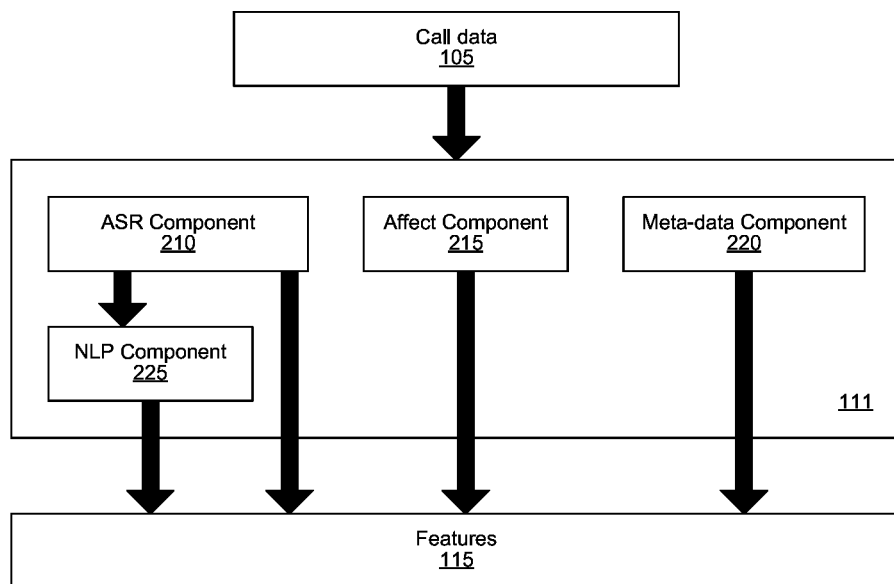 Call data
105
ASR Component
210
Affect Component
215
Meta-data Component
220
NLP Component
225
111
Features
115